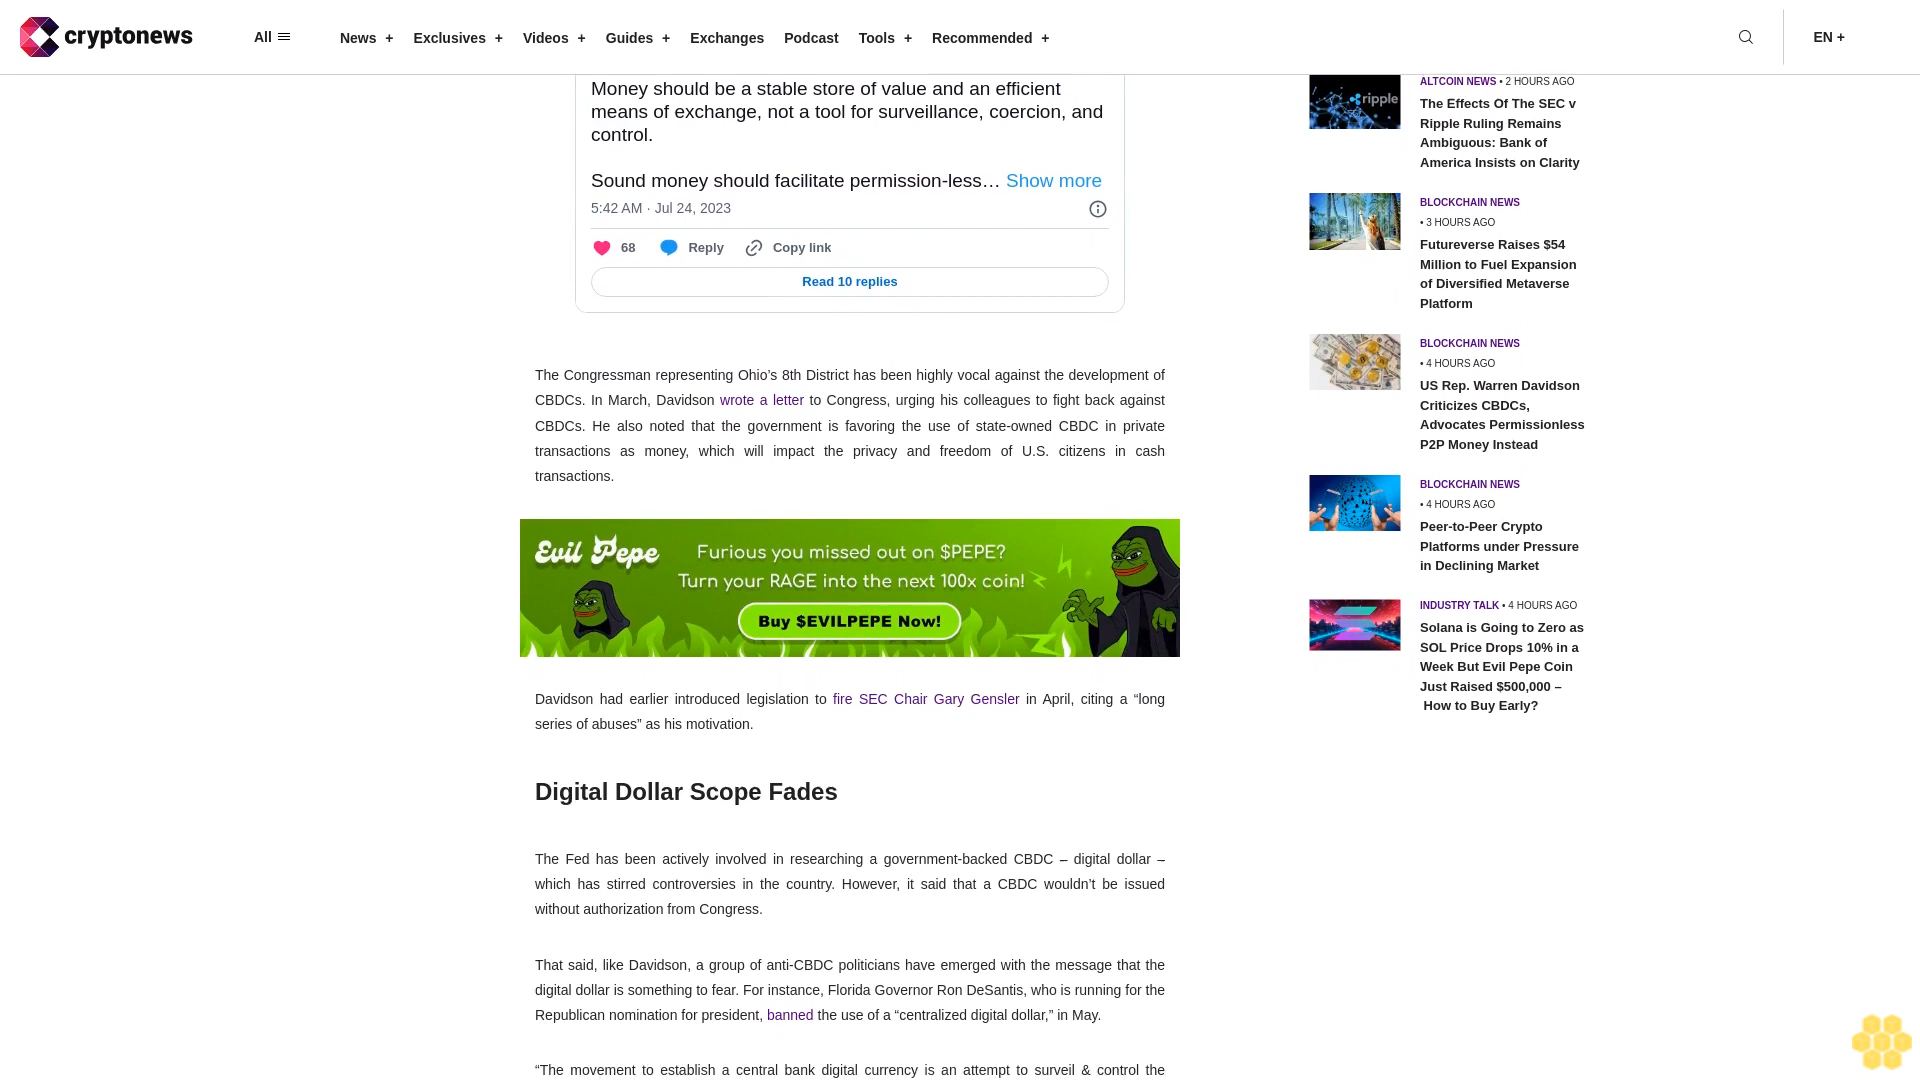 cryptonews
All
News +
Exclusives +
Videos +
Guides +
Exchanges
Podcast
Tools +
Recommended +
EN +
Money should be a stable store of value and an efficient
means of exchange, not a tool for surveillance, coercion, and
control.
Sound money should facilitate permission-less… Show more
5:42 AM · Jul 24, 2023
68
Reply
Copy link
Read 10 replies
The Congressman representing Ohio’s 8th District has been highly vocal against the development of
CBDCs. In March, Davidson wrote a letter to Congress, urging his colleagues to fight back against
CBDCs. He also noted that the government is favoring the use of state-owned CBDC in private
transactions as money, which will impact the privacy and freedom of U.S. citizens in cash
transactions.
Evil Pepe
Furious you missed out on $PEPE?
Turn your RAGE into the next 100x coin!
Buy $EVILPEPE Now!
Davidson had earlier introduced legislation to fire SEC Chair Gary Gensler in April, citing a “long
series of abuses” as his motivation.
Digital Dollar Scope Fades
The Fed has been actively involved in researching a government-backed CBDC – digital dollar –
which has stirred controversies in the country. However, it said that a CBDC wouldn’t be issued
without authorization from Congress.
That said, like Davidson, a group of anti-CBDC politicians have emerged with the message that the
digital dollar is something to fear. For instance, Florida Governor Ron DeSantis, who is running for the
Republican nomination for president, banned the use of a “centralized digital dollar,” in May.
“The movement to establish a central bank digital currency is an attempt to surveil & control the
ripple
ALTCOIN NEWS • 2 HOURS AGO
The Effects Of The SEC v
Ripple Ruling Remains
Ambiguous: Bank of
America Insists on Clarity
BLOCKCHAIN NEWS
• 3 HOURS AGO
Futureverse Raises $54
Million to Fuel Expansion
of Diversified Metaverse
Platform
BLOCKCHAIN NEWS
• 4 HOURS AGO
US Rep. Warren Davidson
Criticizes CBDCs,
Advocates Permissionless
P2P Money Instead
BLOCKCHAIN NEWS
• 4 HOURS AGO
Peer-to-Peer Crypto
Platforms under Pressure
in Declining Market
INDUSTRY TALK • 4 HOURS AGO
Solana is Going to Zero as
SOL Price Drops 10% in a
Week But Evil Pepe Coin
Just Raised $500,000 –
How to Buy Early?